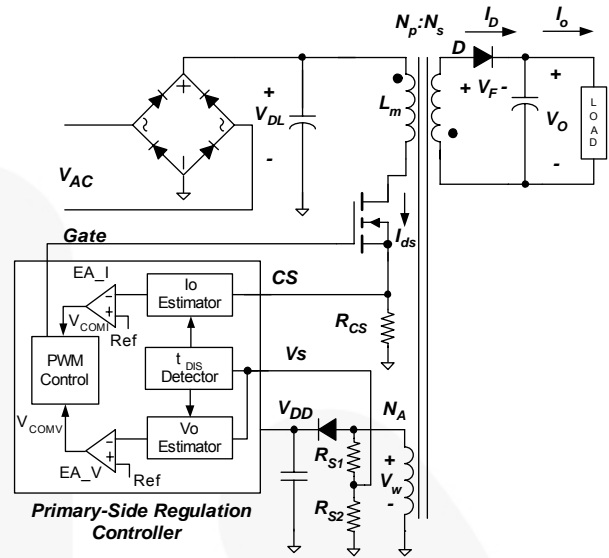 Np:Ns
ID
Io
D
+ VF -
+
VDL
-
Lm
+
VO
-
LOAD
VAC
Gate
Ids
EA_I
CS
Io
Estimator
VCOMI
Ref
RCS
PWM
Control
tDIS
Detector
Vs
VDD
NA
VCOMV
Vo
Estimator
RS1
+
Vw
-
EA_V
Ref
RS2
Primary-Side Regulation
Controller